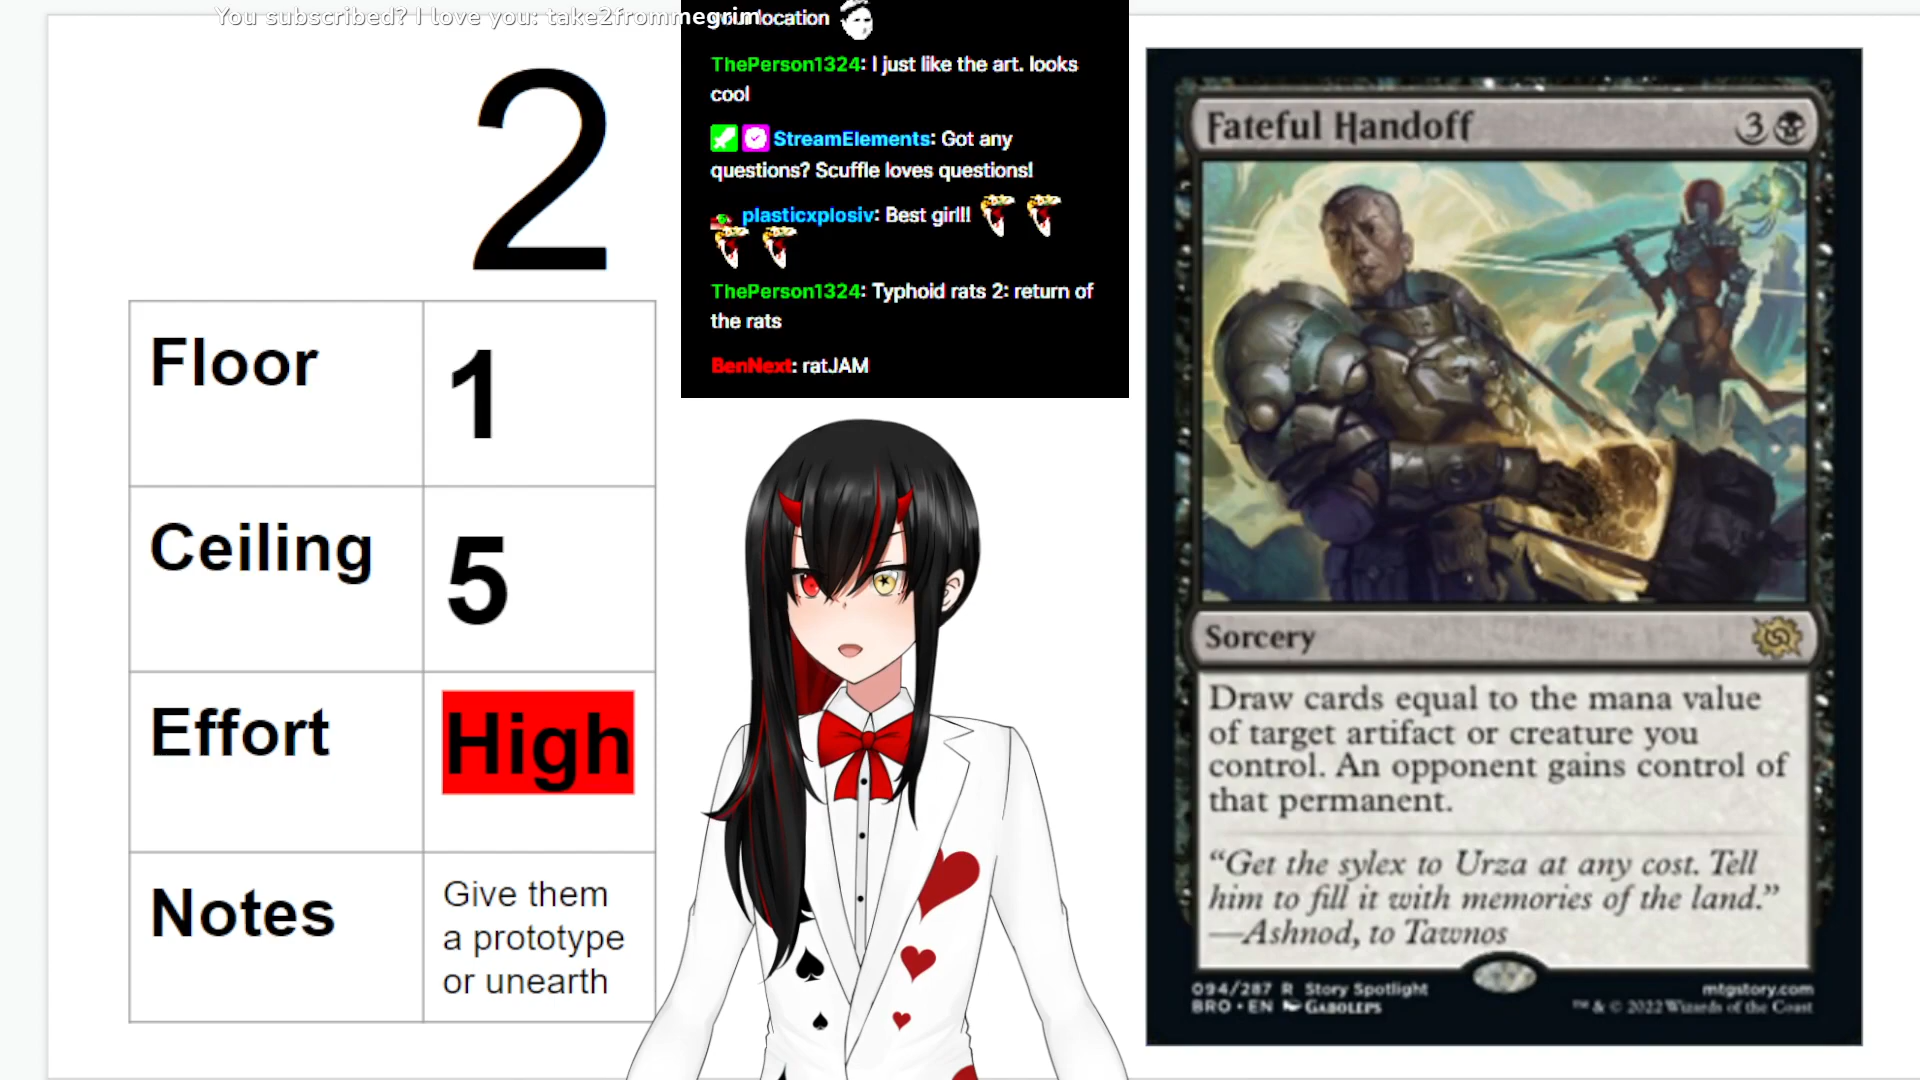 You subscribed? I love you: take2frommegrim
2
Floor 1
Ceiling 5
Effort High
Notes
Give them
a prototype
or unearth
location
ThePerson1324: I just like the art. looks
cool
StreamElements: Got any
questions? Scuffle loves questions!
plasticxplosiv: Best girl!!
ThePerson1324: Typhoid rats 2: return of
the rats
BenNext: ratJAM
Fateful Handoff 3
Sorcery
Draw cards equal to the mana value
of target artifact or creature you
control. An opponent gains control of
that permanent.
“Get the sylex to Urza at any cost. Tell
him to fill it with memories of the land.”
—Ashnod, to Tawnos
094/287 R Story Spotlight
BRO • EN Gaboleps
mtgstory.com
™ & © 2022 Wizards of the Coast